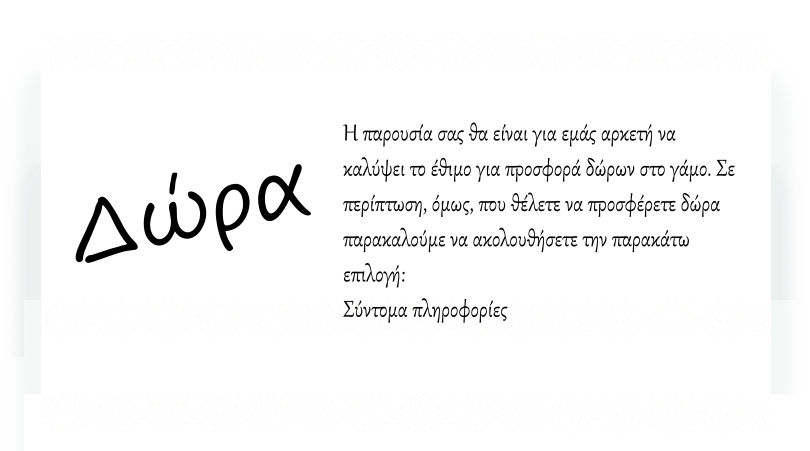 Δώρα
Η παρουσία σας θα είναι για εμάς αρκετή να
καλύψει το έθιμο για προσφορά δώρων στο γάμο. Σε
περίπτωση, όμως, που θέλετε να προσφέρετε δώρα
παρακαλούμε να ακολουθήσετε την παρακάτω
επιλογή:
Σύντομα πληροφορίες